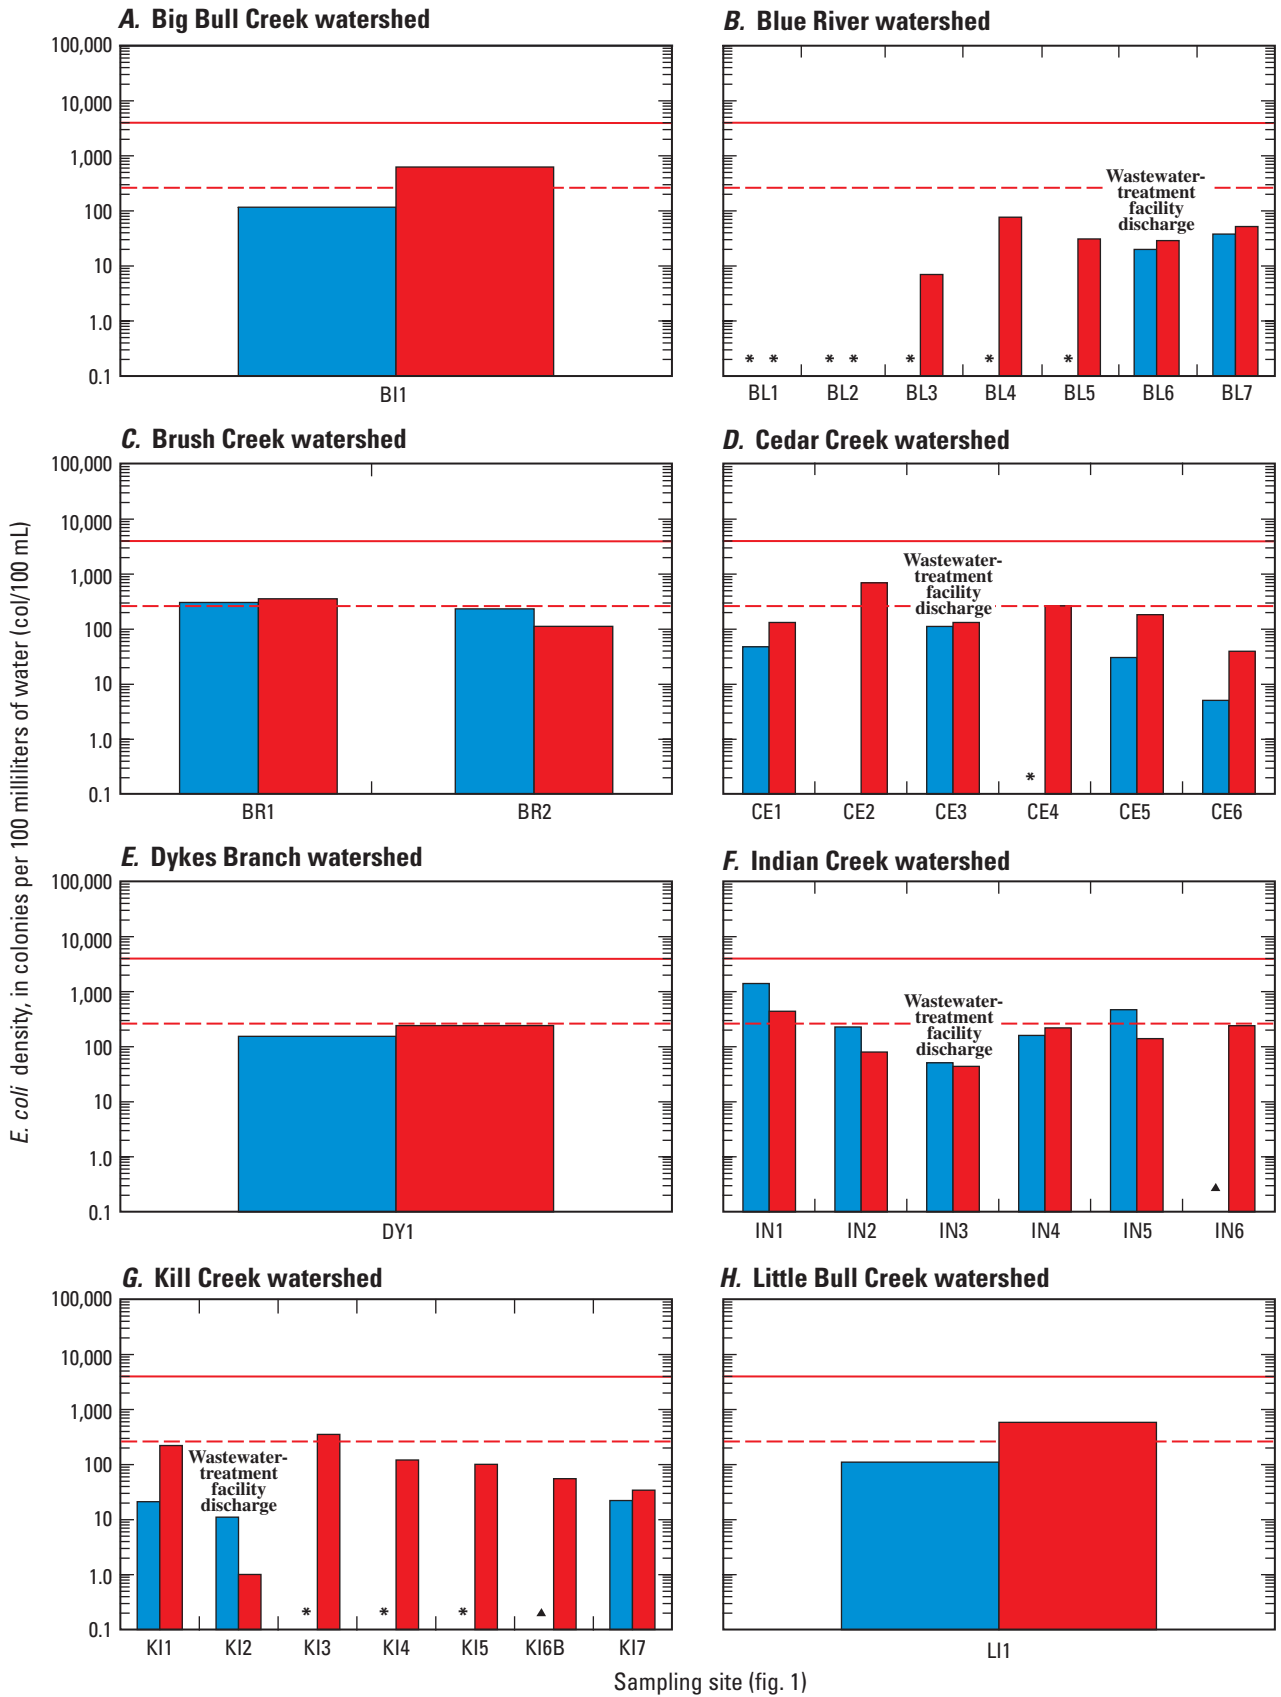 A. Big Bull Creek watershed
100,000
10,000
1,000
100
10
1.0
0.1
BI1
B. Blue River watershed
Wastewater-
treatment
facility
discharge
* * * * * * *
BL1 BL2 BL3 BL4 BL5 BL6 BL7
C. Brush Creek watershed
100,000
10,000
1,000
100
10
1.0
0.1
BR1 BR2
D. Cedar Creek watershed
Wastewater-
treatment
facility
discharge
*
CE1 CE2 CE3 CE4 CE5 CE6
E. coli density, in colonies per 100 milliliters of water (col/100 mL)
E. Dykes Branch watershed
100,000
10,000
1,000
100
10
1.0
0.1
DY1
F. Indian Creek watershed
Wastewater-
treatment
facility
discharge
IN1 IN2 IN3 IN4 IN5 IN6
G. Kill Creek watershed
100,000
10,000
1,000
100
10
1.0
0.1
Wastewater-
treatment
facility
discharge
* * *
KI1 KI2 KI3 KI4 KI5 KI6B KI7
H. Little Bull Creek watershed
LI1
Sampling site (fig. 1)